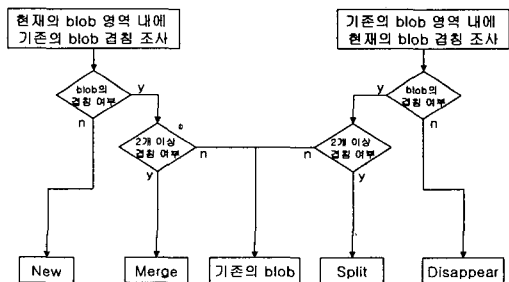 현재의 blob 영역 내에
기존의 blob 겹침 조사
기존의 blob 영역 내에
현재의 blob 겹침 조사
blob의
겹침 여부
y
n
2개 이상
겹침 여부
n
y
blob의
겹침 여부
y
n
2개 이상
겹침 여부
n
y
New
Merge
기존의 blob
Split
Disappear